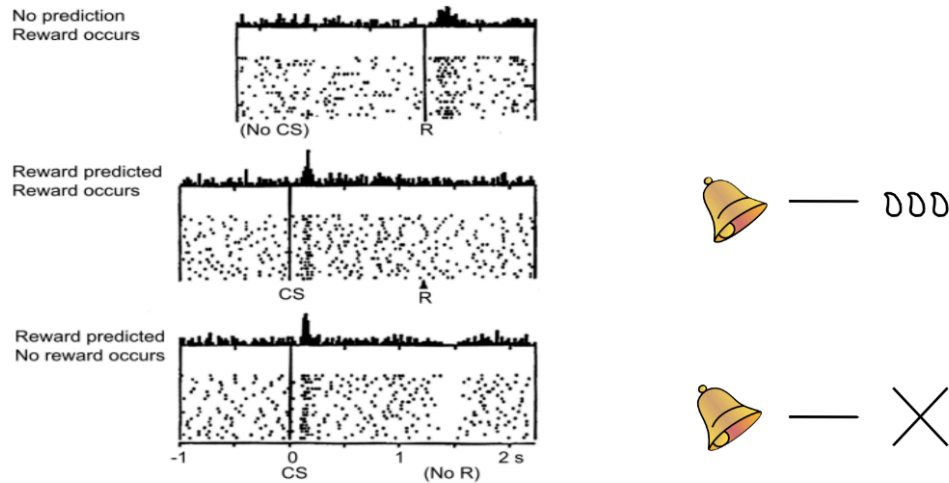 No prediction
Reward occurs
(No CS)
R
Reward predicted
Reward occurs
CS
R
Reward predicted
No reward occurs
-1
0
1
2 s
CS
(No R)